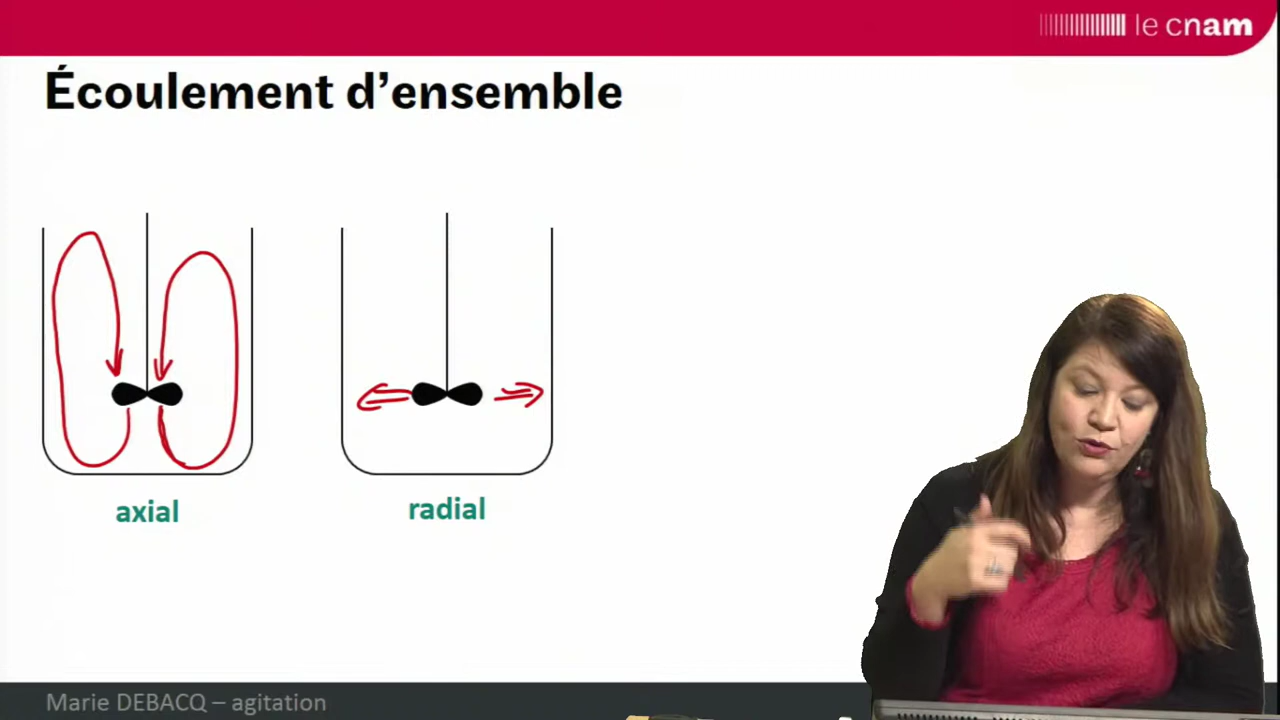 le cnam
Écoulement d'ensemble
axial
radial
Marie DEBACQ – agitation